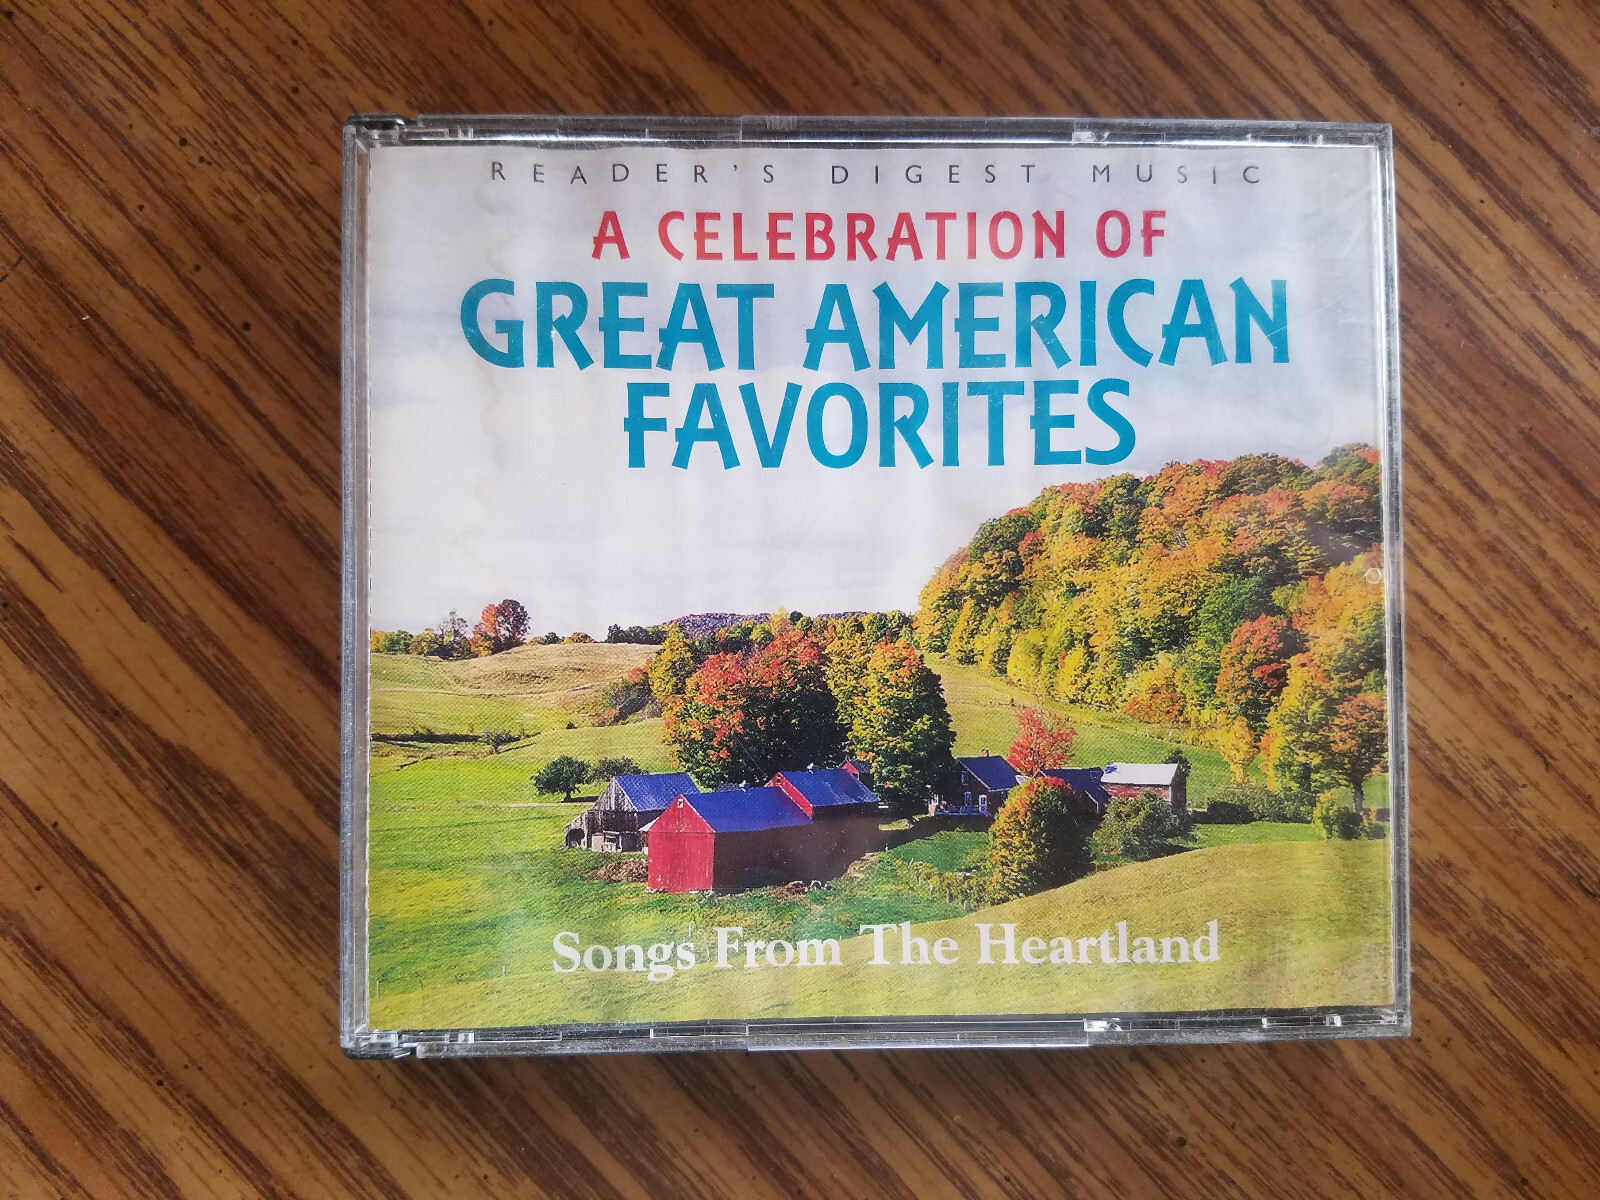 READER'S DIGEST MUSIC
A CELEBRATION OF
GREAT AMERICAN
FAVORITES
Songs From The Heartland